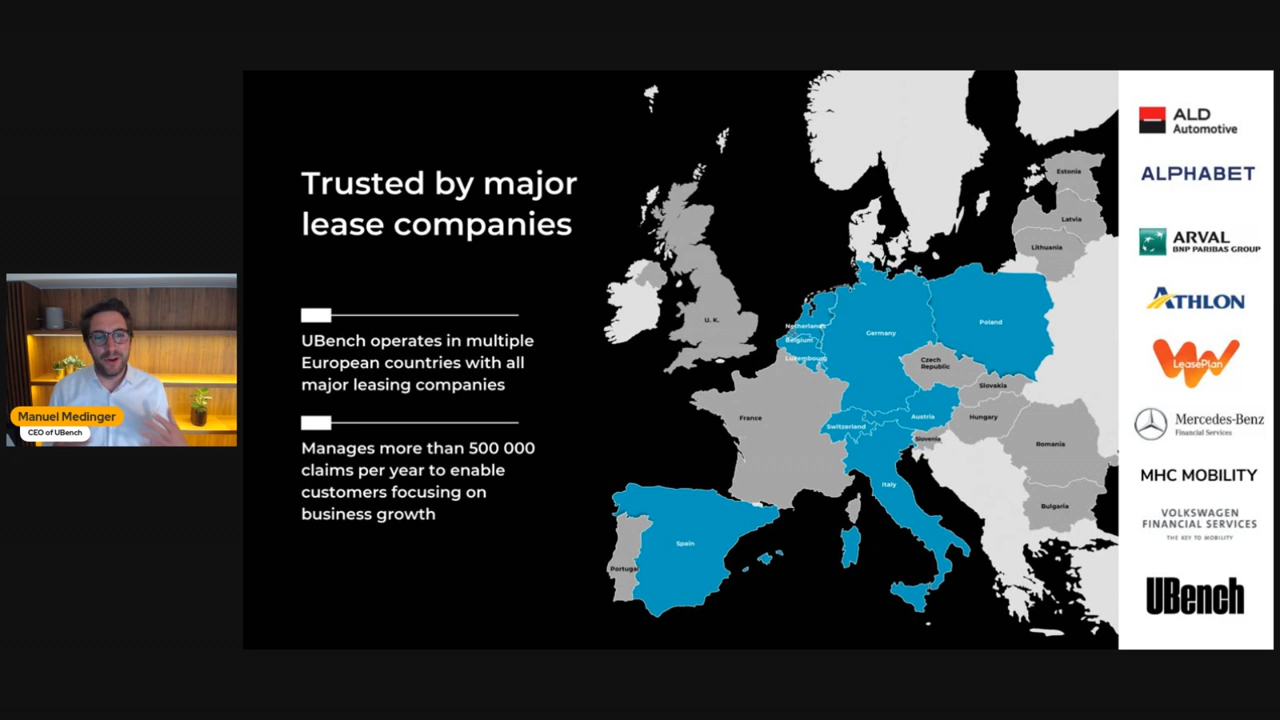 Trusted by major
lease companies
UBench operates in multiple
European countries with all
major leasing companies
Manages more than 500 000
claims per year to enable
customers focusing on
business growth
Manuel Medinger
CEO of UBench
Estonia
Latvia
Lithuania
U. K.
Netherlands
Belgium
Luxembourg
Germany
Poland
Czech
Republic
Slovakia
France
Switzerland
Austria
Hungary
Slovenia
Romania
Italy
Bulgaria
Spain
Portugal
ALD
Automotive
ALPHABET
ARVAL
BNP PARIBAS GROUP
ATHLON
LeasePlan
Mercedes-Benz
Financial Services
MHC MOBILITY
VOLKSWAGEN
FINANCIAL SERVICES
THE KEY TO MOBILITY
UBench